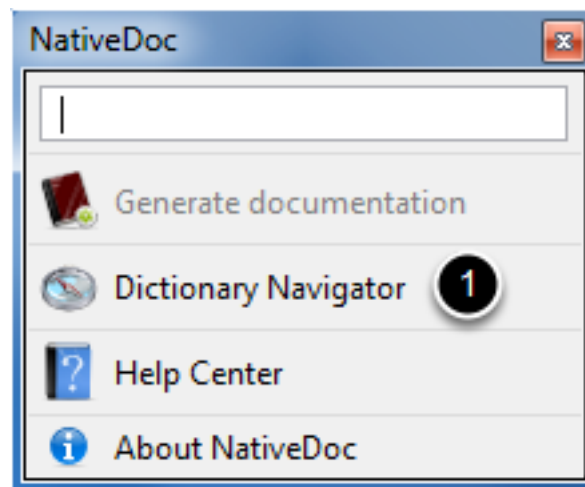 NativeDoc
Generate documentation
Dictionary Navigator 1
Help Center
About NativeDoc